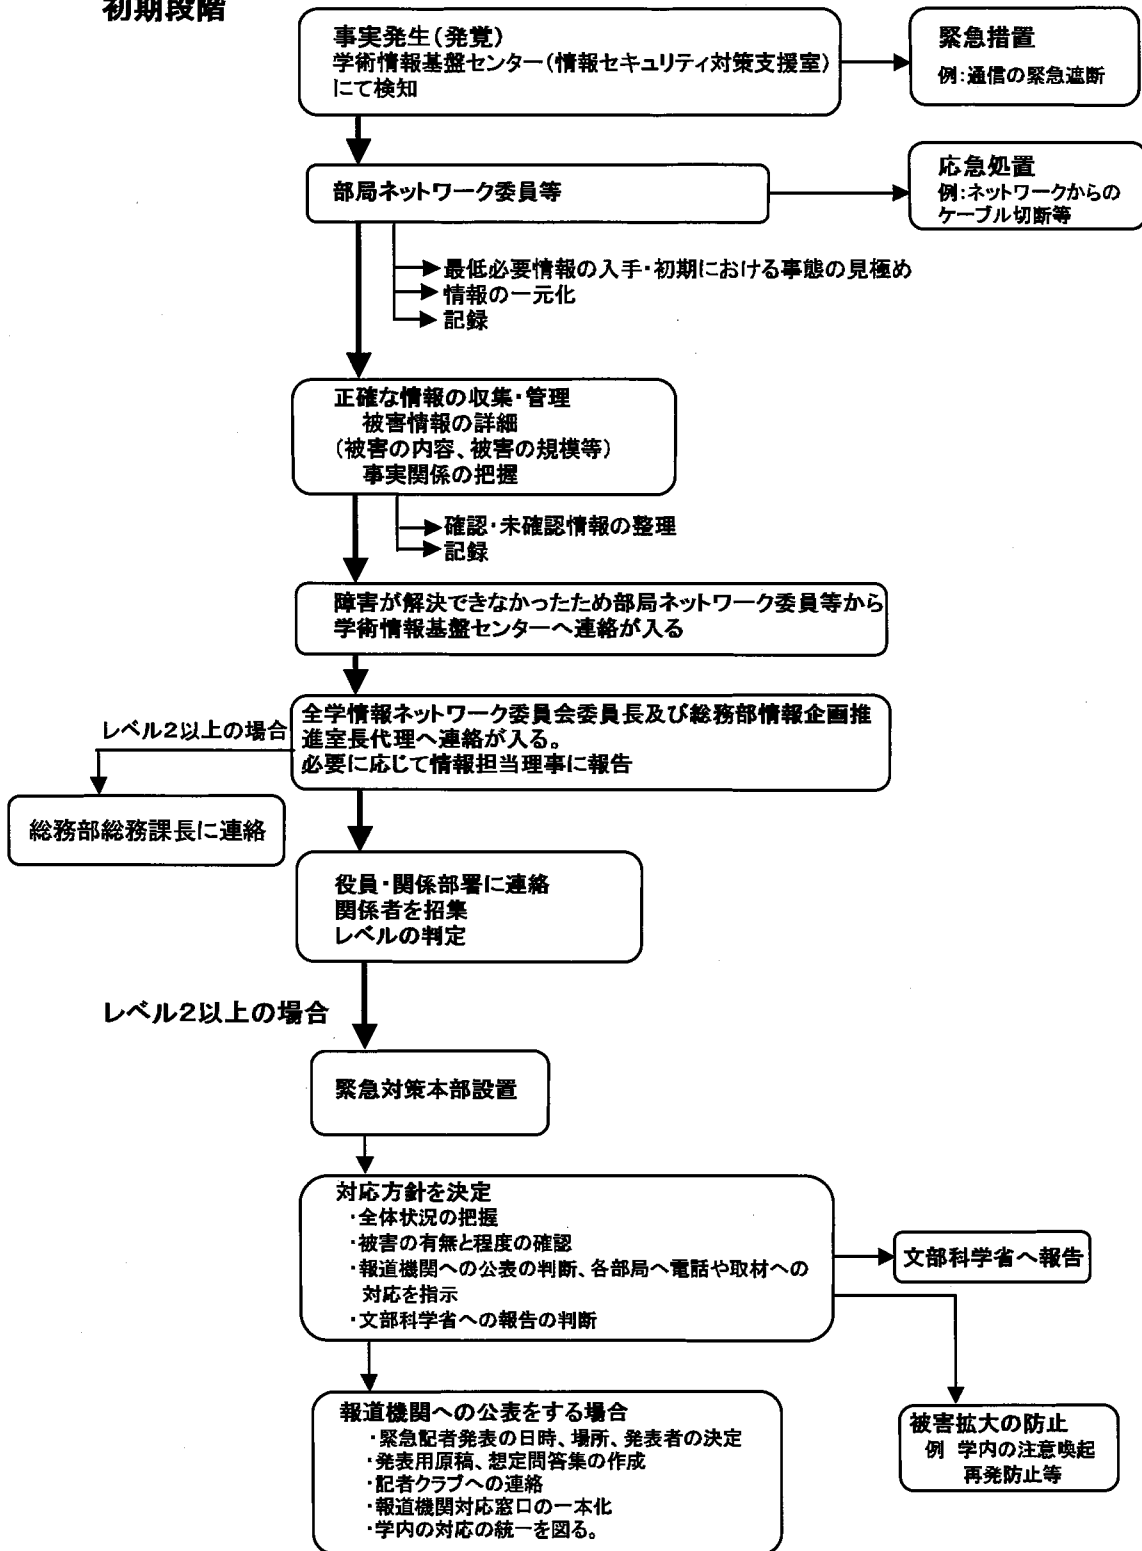 初期段階
事実発生（発覚）
学術情報基盤センター（情報セキュリティ対策支援室）
にて検知
緊急措置
例：通信の緊急遮断
部局ネットワーク委員等
応急処置
例：ネットワークからの
ケーブル切断等
最低必要情報の入手・初期における事態の見極め
情報の一元化
記録
正確な情報の収集・管理
被害情報の詳細
（被害の内容、被害の規模等）
事実関係の把握
確認・未確認情報の整理
記録
障害が解決できなかったため部局ネットワーク委員等から
学術情報基盤センターへ連絡が入る
レベル２以上の場合
全学情報ネットワーク委員会委員長及び総務部情報企画推
進室長代理へ連絡が入る。
必要に応じて情報担当理事に報告
総務部総務課長に連絡
役員・関係部署に連絡
関係者を招集
レベルの判定
レベル２以上の場合
緊急対策本部設置
対応方針を決定
・全体状況の把握
・被害の有無と程度の確認
・報道機関への公表の判断、各部局へ電話や取材への
対応を指示
・文部科学省への報告の判断
文部科学省へ報告
報道機関への公表をする場合
・緊急記者発表の日時、場所、発表者の決定
・発表用原稿、想定問答集の作成
・記者クラブへの連絡
・報道機関対応窓口の一本化
・学内の対応の統一を図る。
被害拡大の防止
例　学内の注意喚起
再発防止等